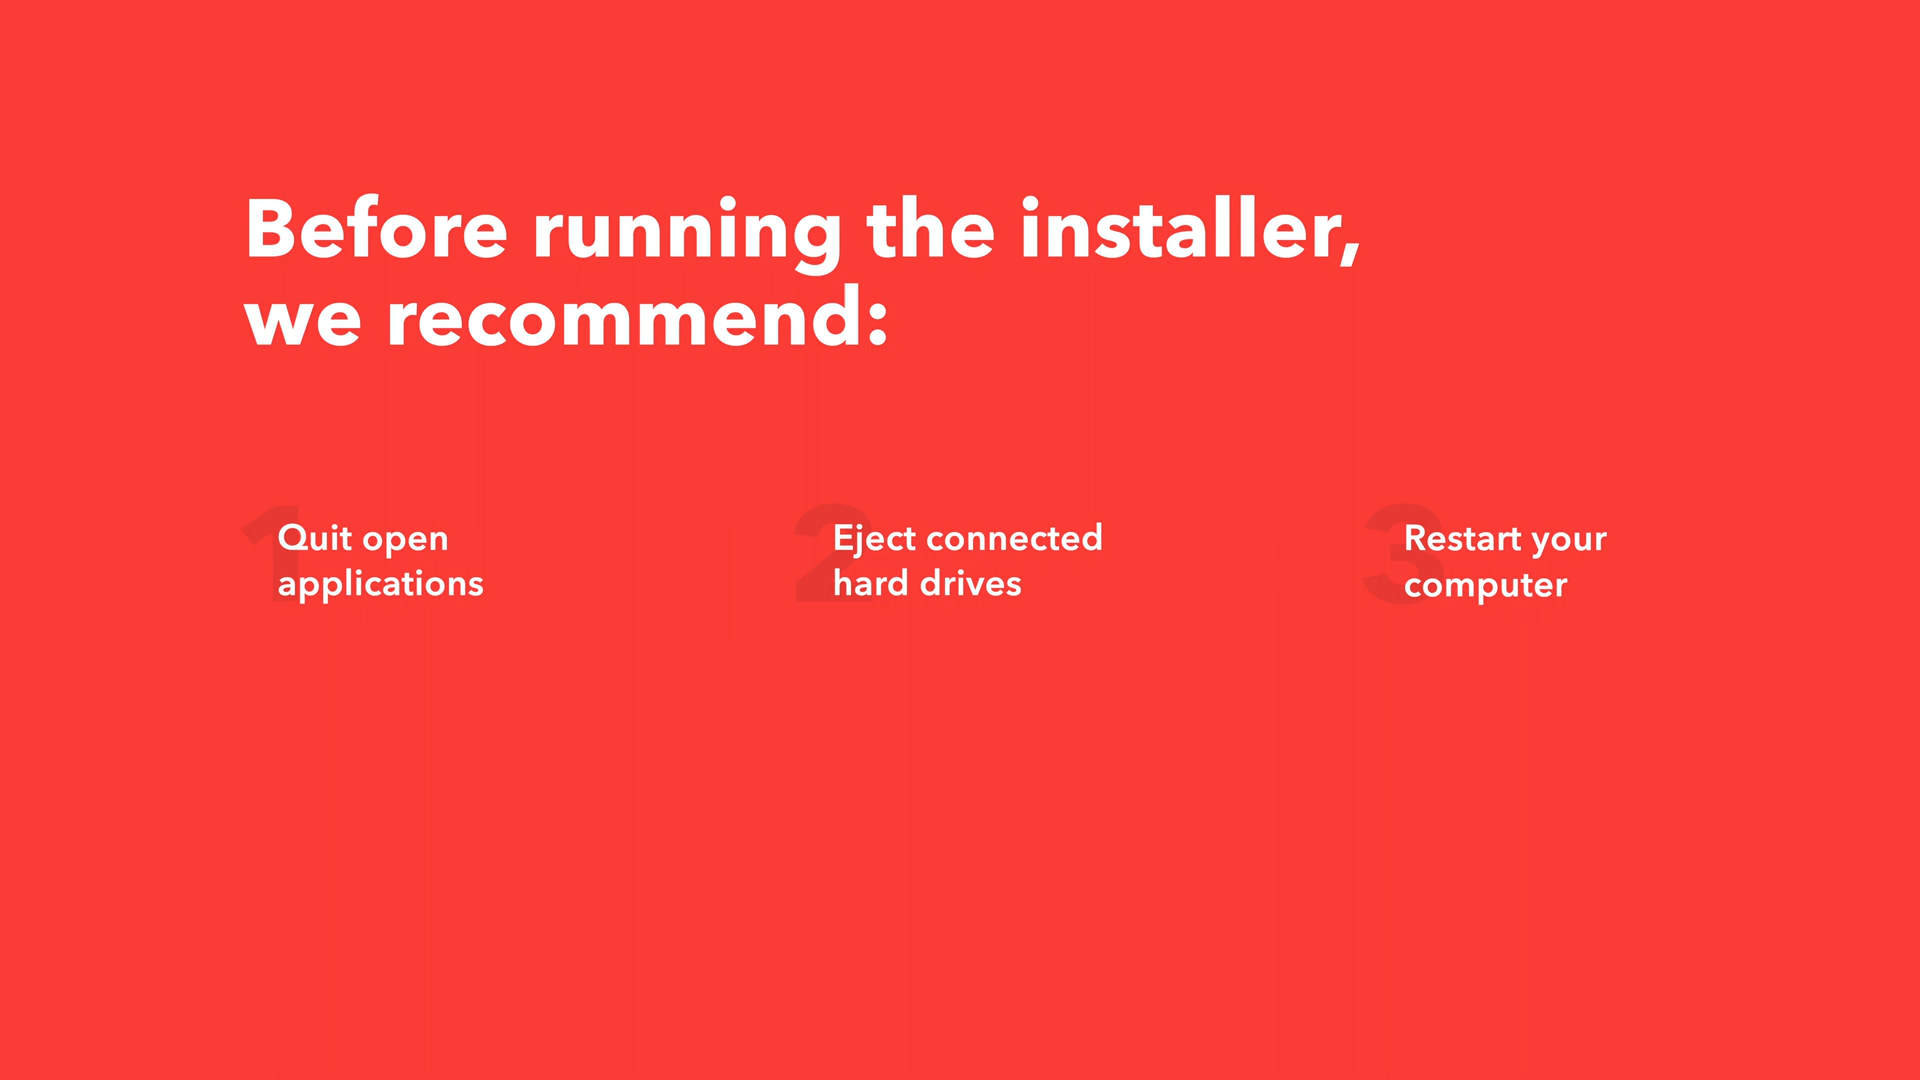 Before running the installer,
we recommend:
1
Quit open
applications
2
Eject connected
hard drives
3
Restart your
computer